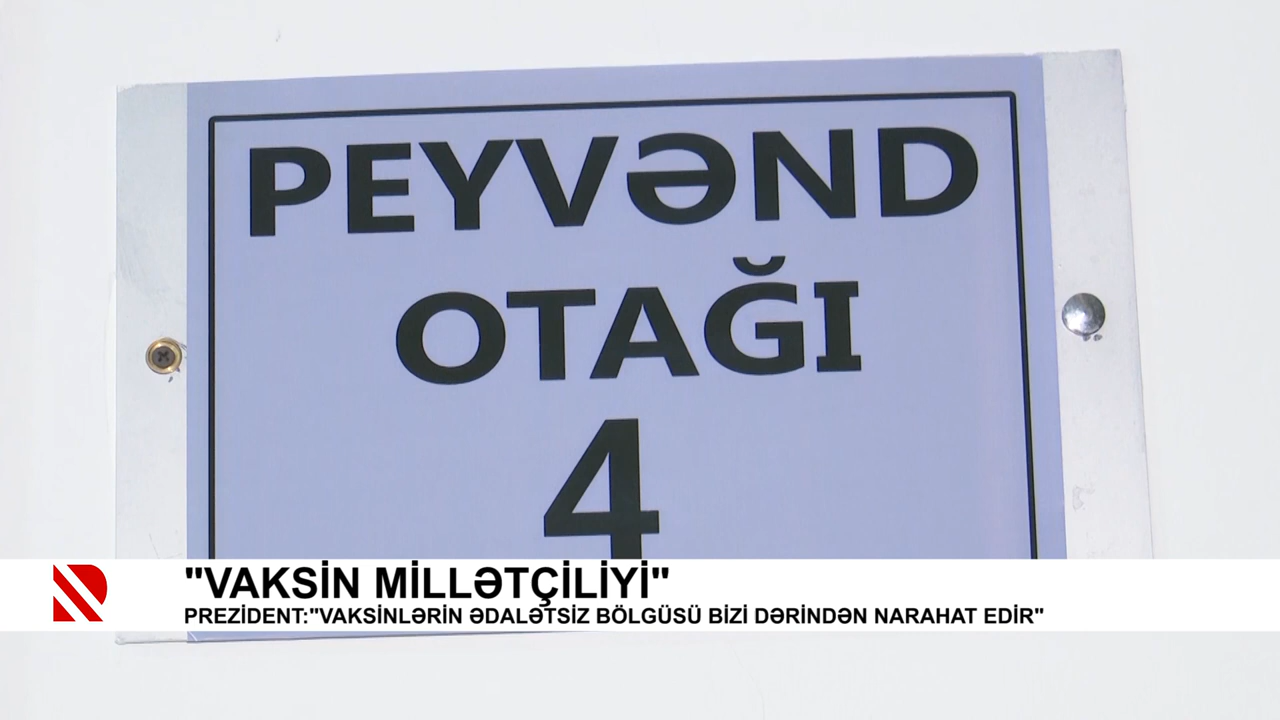 PEYVƏND
OTAĞI
4
"VAKSİN MİLLƏTÇİLİYİ"
PREZİDENT:"VAKSİNLƏRİN ƏDALƏTSİZ BÖLGÜSÜ BİZİ DƏRİNDƏN NARAHAT EDİR"